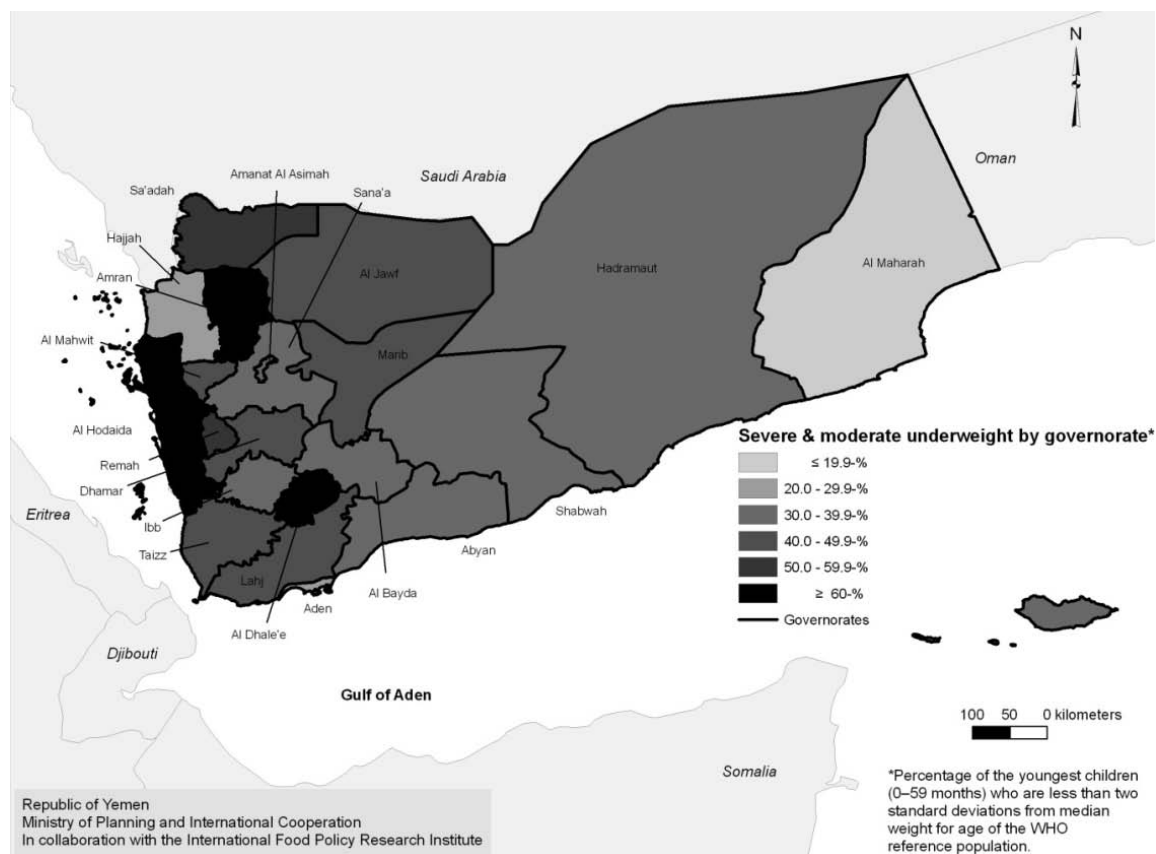 N
Oman
Saudi Arabia
Amanat Al Asimah
Sana'a
Sa'adah
Hajjah
Amran
Al Jawf
Hadramaut
Al Maharah
Al Mahwit
Marib
Al Hodaida
Remah
Dhamar
Ibb
Taizz
Eritrea
Lahj
Aden
Al Dhale'e
Al Bayda
Abyan
Shabwah
Djibouti
Gulf of Aden
Somalia
Severe & moderate underweight by governorate*
≤ 19.9-%
20.0 - 29.9-%
30.0 - 39.9-%
40.0 - 49.9-%
50.0 - 59.9-%
≥ 60-%
Governorates
100 50 0 kilometers
*Percentage of the youngest children
(0–59 months) who are less than two
standard deviations from median
weight for age of the WHO
reference population.
Republic of Yemen
Ministry of Planning and International Cooperation
In collaboration with the International Food Policy Research Institute